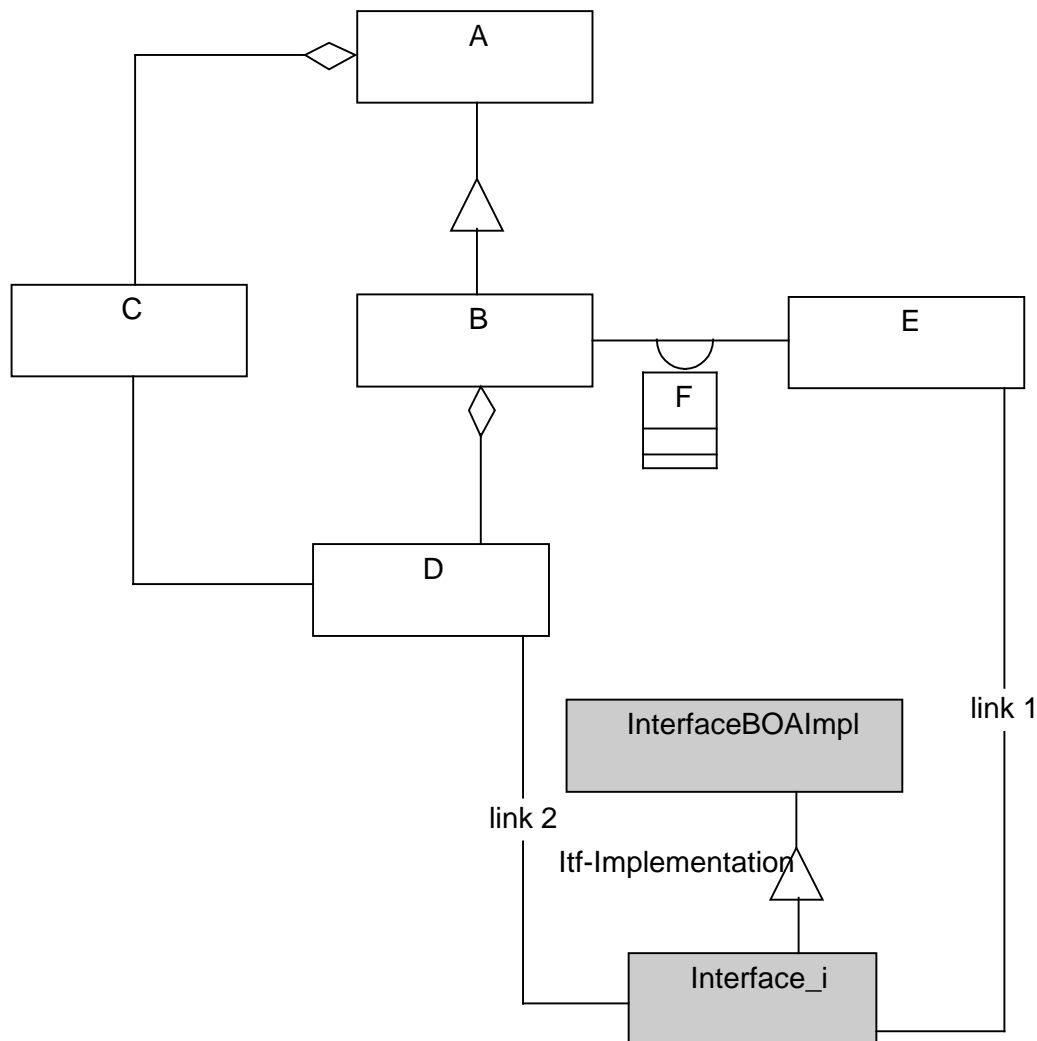 A
C
B
E
F
D
link 1
InterfaceBOAImpl
link 2
Itf-Implementation
Interface_i